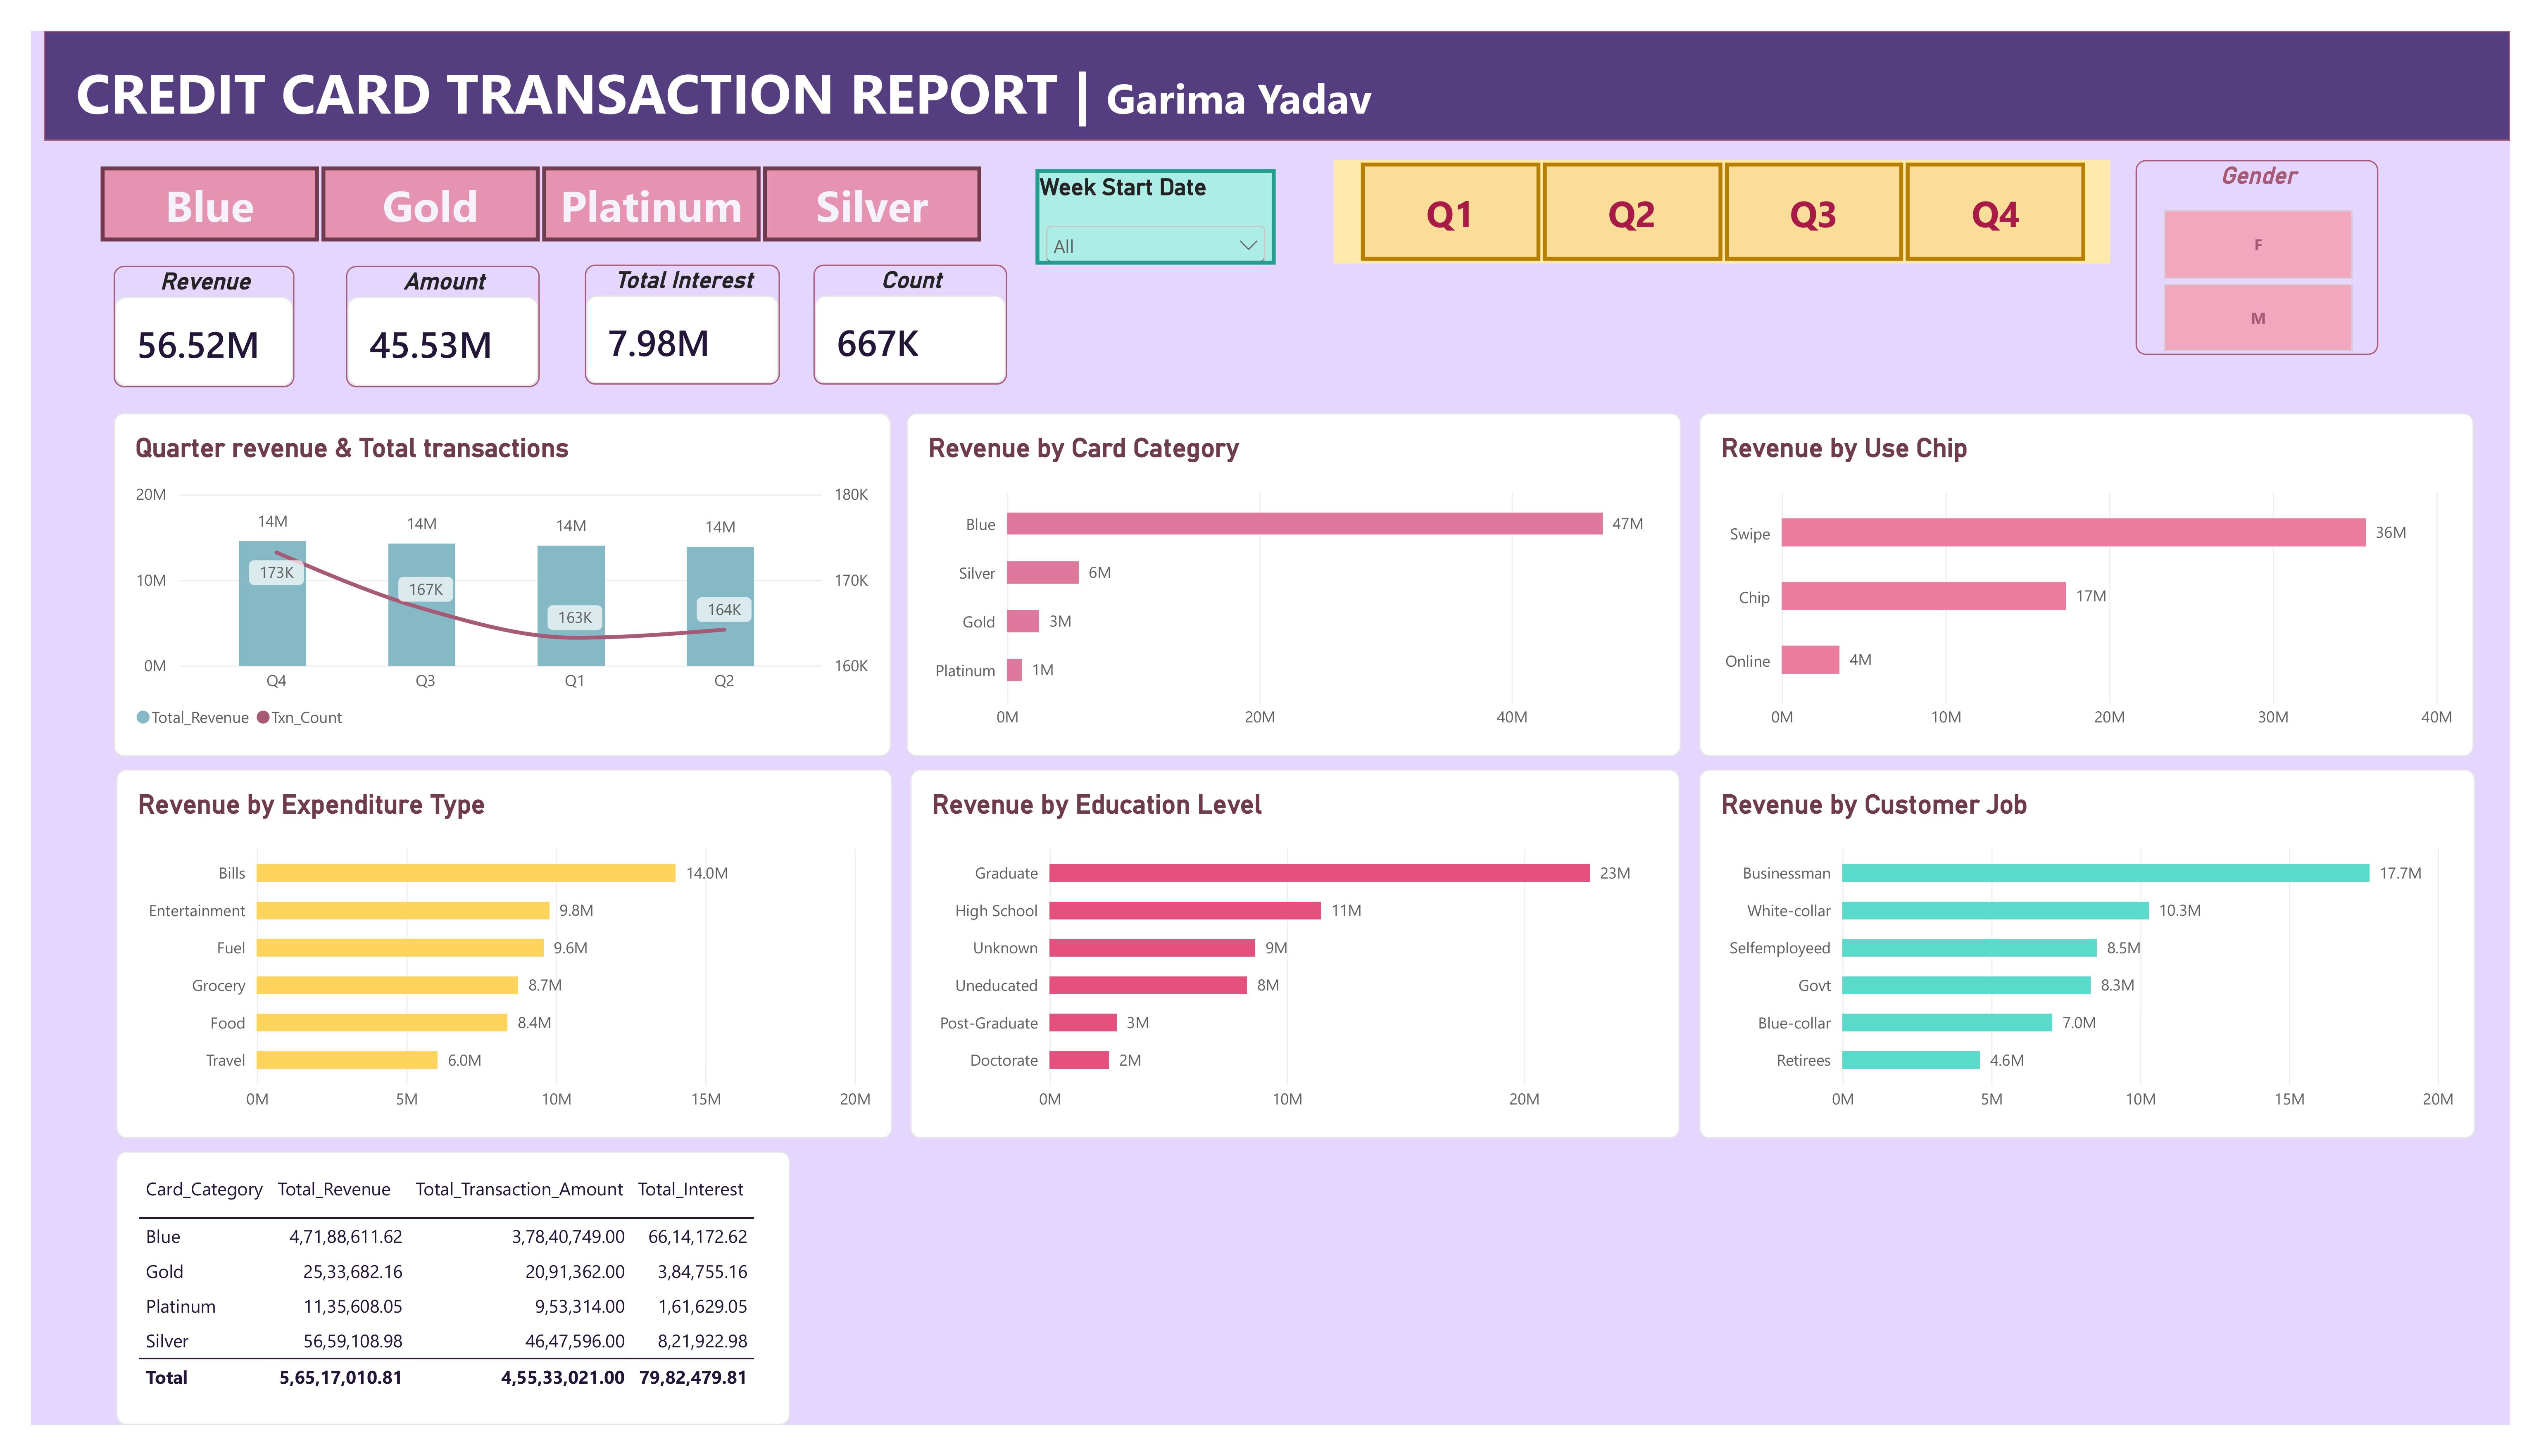 CREDIT CARD TRANSACTION REPORT | Garima Yadav
Blue
Gold
Platinum
Silver
Week Start Date
All
Q1
Q2
Q3
Q4
Gender
F
M
Revenue
56.52M
Amount
45.53M
Total Interest
7.98M
Count
667K
Quarter revenue & Total transactions
20M
10M
0M
180K
170K
160K
14M
14M
14M
14M
173K
167K
163K
164K
Q4
Q3
Q1
Q2
Total_Revenue
Txn_Count
Revenue by Card Category
Blue
47M
Silver
6M
Gold
3M
Platinum
1M
0M
20M
40M
Revenue by Use Chip
Swipe
36M
Chip
17M
Online
4M
0M
10M
20M
30M
40M
Revenue by Expenditure Type
Bills
14.0M
Entertainment
9.8M
Fuel
9.6M
Grocery
8.7M
Food
8.4M
Travel
6.0M
0M
5M
10M
15M
20M
Revenue by Education Level
Graduate
23M
High School
11M
Unknown
9M
Uneducated
8M
Post-Graduate
3M
Doctorate
2M
0M
10M
20M
Revenue by Customer Job
Businessman
17.7M
White-collar
10.3M
Selfemployeed
8.5M
Govt
8.3M
Blue-collar
7.0M
Retirees
4.6M
0M
5M
10M
15M
20M
Card_Category Total_Revenue Total_Transaction_Amount Total_Interest
Blue 4,71,88,611.62 3,78,40,749.00 66,14,172.62
Gold 25,33,682.16 20,91,362.00 3,84,755.16
Platinum 11,35,608.05 9,53,314.00 1,61,629.05
Silver 56,59,108.98 46,47,596.00 8,21,922.98
Total 5,65,17,010.81 4,55,33,021.00 79,82,479.81